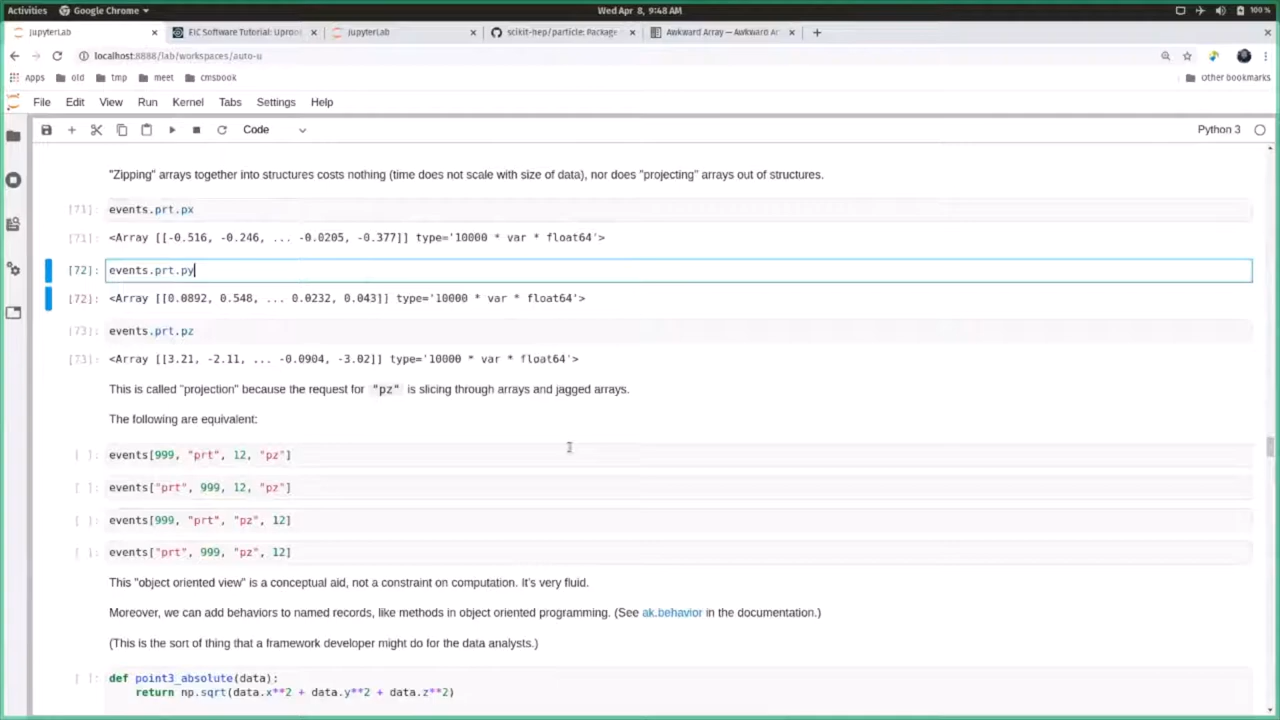 Activities Google Chrome Wed Apr 8, 9:48 AM 100 %
JupyterLab EIC Software Tutorial: Uproo JupyterLab scikit-hep/particle: Package Awkward Array — Awkward Ar
localhost:8888/lab/workspaces/auto-u
Apps old tmp meet cmsbook Other bookmarks
File Edit View Run Kernel Tabs Settings Help
Code Python 3
"Zipping" arrays together into structures costs nothing (time does not scale with size of data), nor does "projecting" arrays out of structures.
[71]: events.prt.px
[71]: <Array [[-0.516, -0.246, ... -0.0205, -0.377]] type='10000 * var * float64'>
[72]: events.prt.py
[72]: <Array [[0.0892, 0.548, ... 0.0232, 0.043]] type='10000 * var * float64'>
[73]: events.prt.pz
[73]: <Array [[3.21, -2.11, ... -0.0904, -3.02]] type='10000 * var * float64'>
This is called "projection" because the request for "pz" is slicing through arrays and jagged arrays.
The following are equivalent:
[ ]: events[999, "prt", 12, "pz"]
[ ]: events["prt", 999, 12, "pz"]
[ ]: events[999, "prt", "pz", 12]
[ ]: events["prt", 999, "pz", 12]
This "object oriented view" is a conceptual aid, not a constraint on computation. It's very fluid.
Moreover, we can add behaviors to named records, like methods in object oriented programming. (See ak.behavior in the documentation.)
(This is the sort of thing that a framework developer might do for the data analysts.)
[ ]: def point3_absolute(data):
return np.sqrt(data.x**2 + data.y**2 + data.z**2)